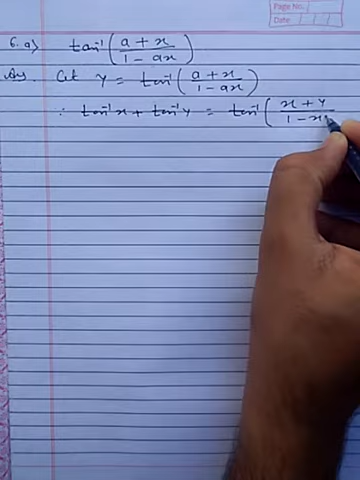 Page No.
Date / /
6. a) tan⁻¹ (a + x / 1 - ax)
Ans. Let y = tan⁻¹ (a + x / 1 - ax)
∴ tan⁻¹x + tan⁻¹y = tan⁻¹ (x + y / 1 - x